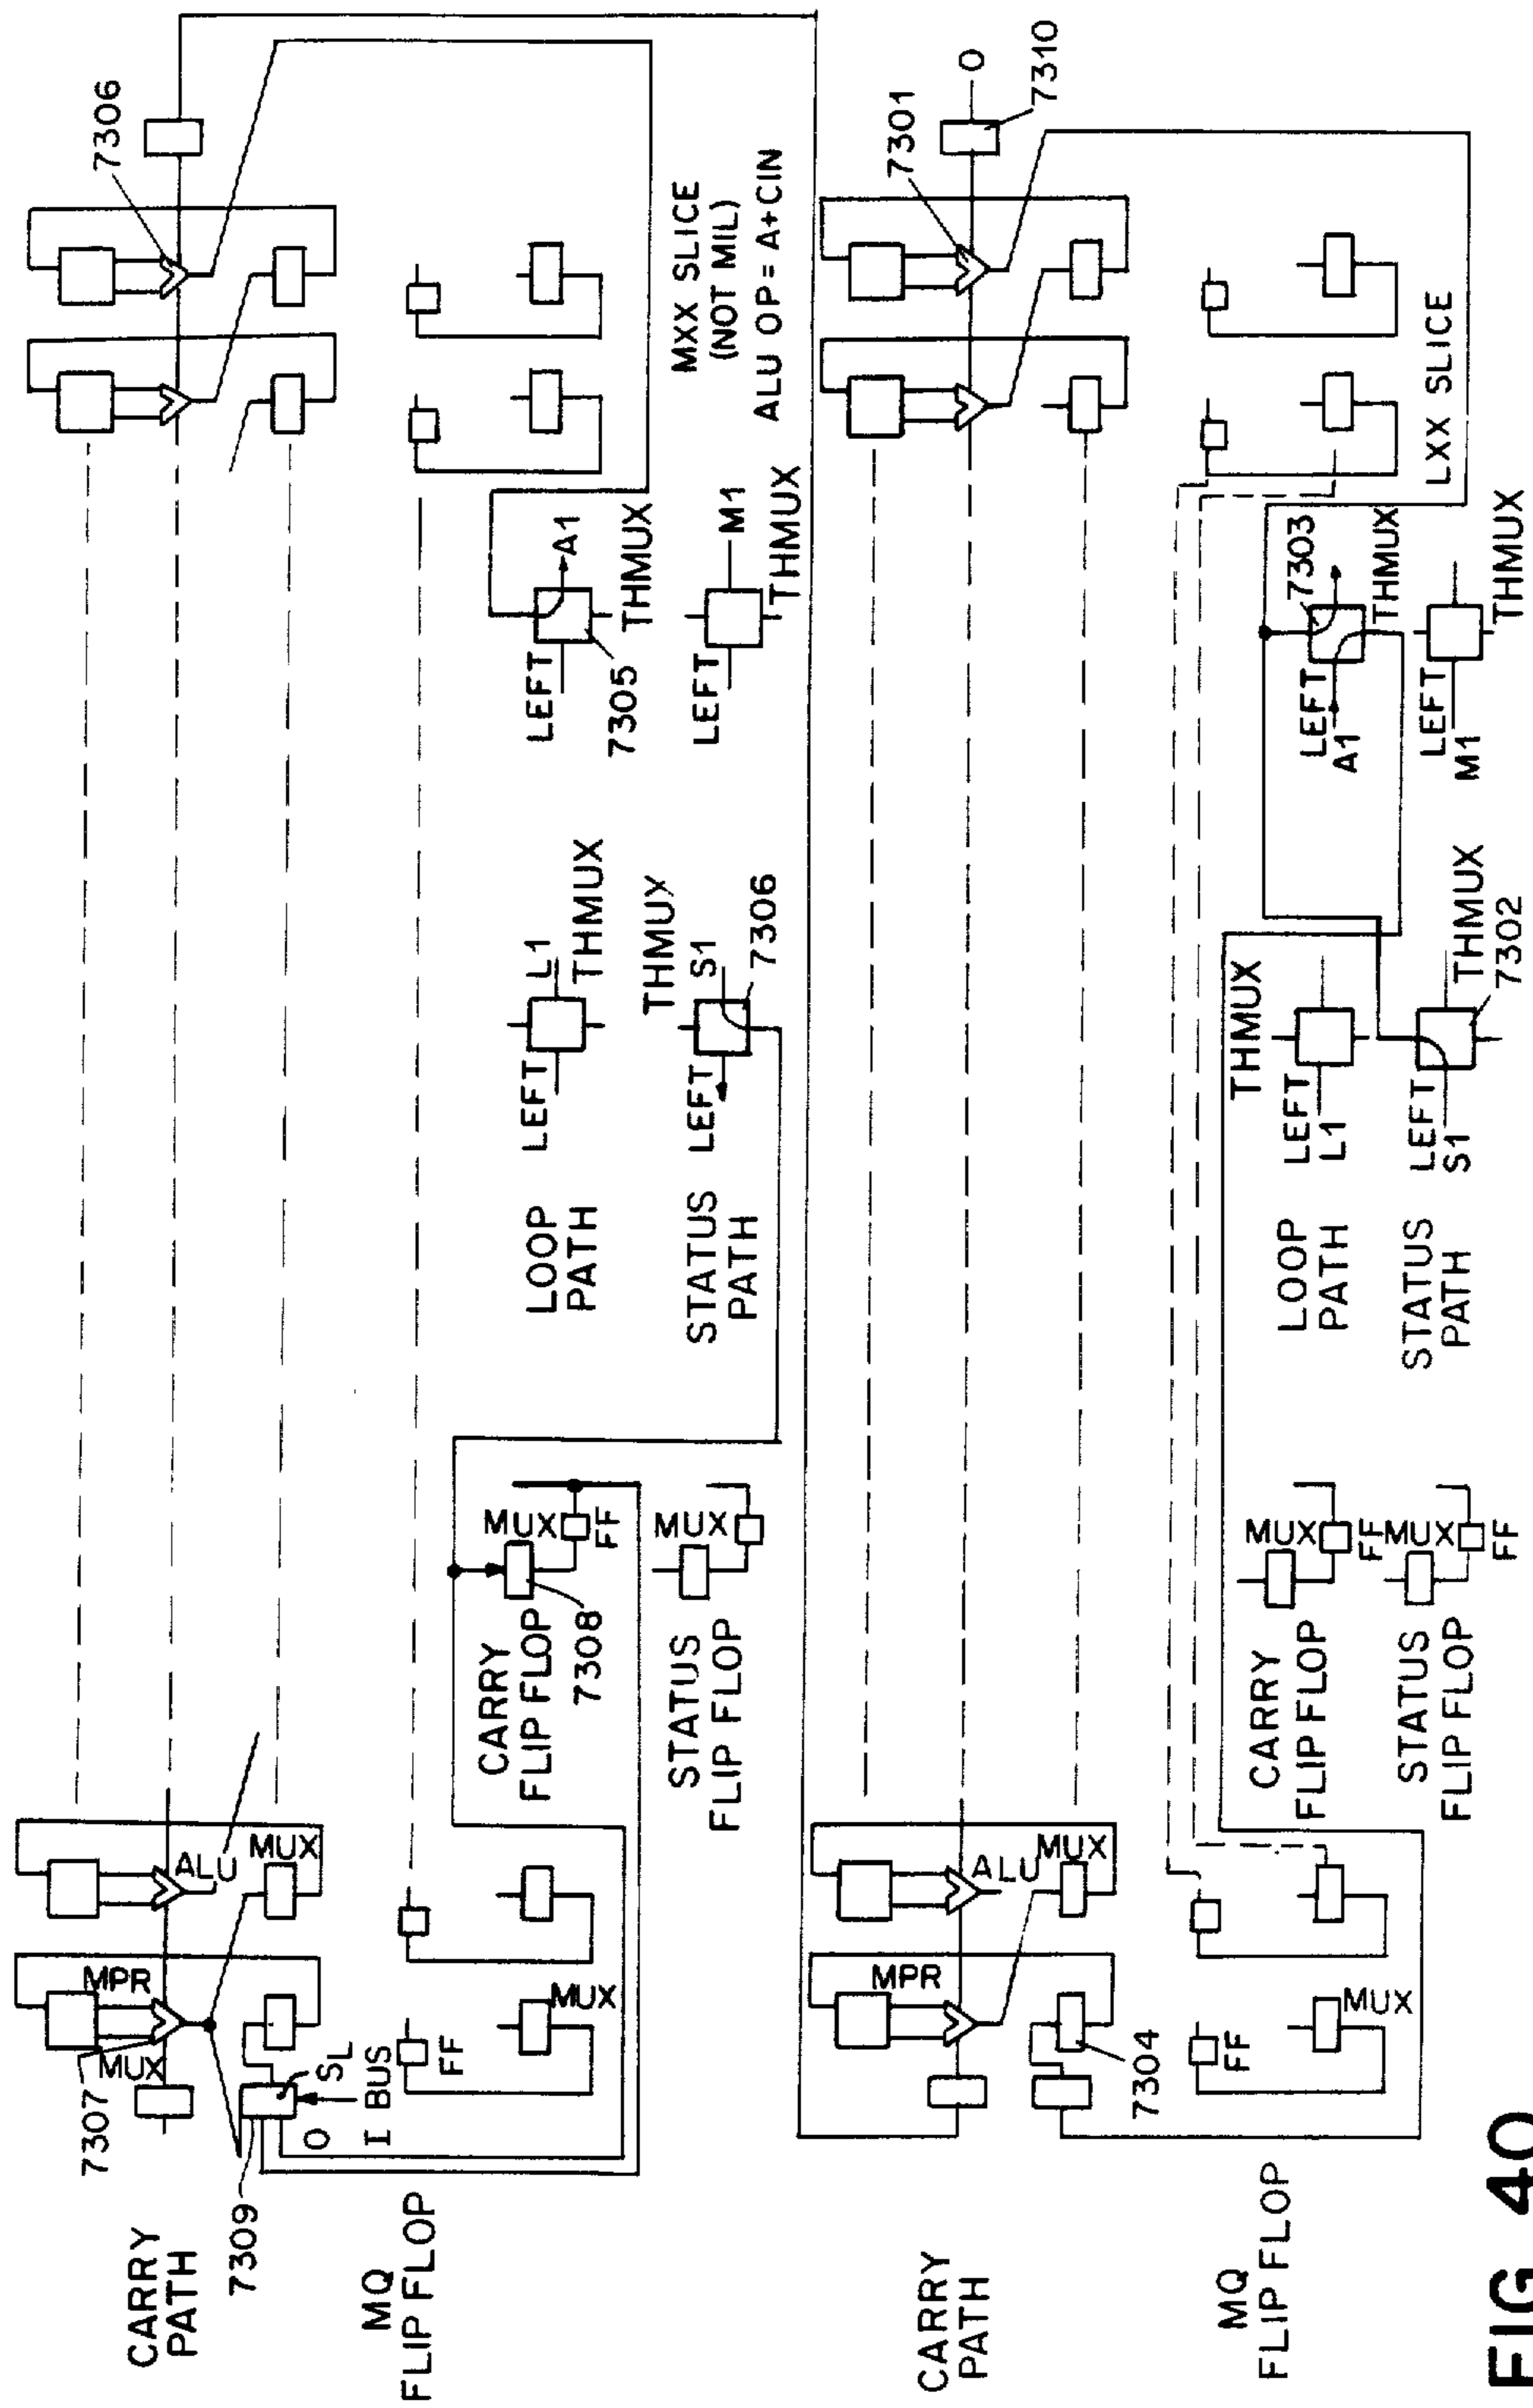 CARRY
PATH
7307
MUX
MPR
ALU
MUX
7309
SL
O
I BUS
MQ
FLIP FLOP
FF
MUX
CARRY
FLIP FLOP
7308
MUX
FF
STATUS
FLIP FLOP
MUX
LOOP
PATH
LEFT
L1
THMUX
STATUS
PATH
THMUX
LEFT
S1
7306
LEFT
7305
A1
THMUX
LEFT
M1
THMUX
7306
MXX SLICE
(NOT MIL)
ALU OP = A+CIN
CARRY
PATH
MPR
ALU
MUX
7304
MQ
FLIP FLOP
FF
MUX
CARRY
FLIP FLOP
MUX
FF
STATUS
FLIP FLOP
MUX
FF
LOOP
PATH
THMUX
LEFT
L1
STATUS
PATH
LEFT
S1
THMUX
7302
LEFT
A1
7303
THMUX
LEFT
M1
THMUX
LXX SLICE
7301
O
7310
FIG 40